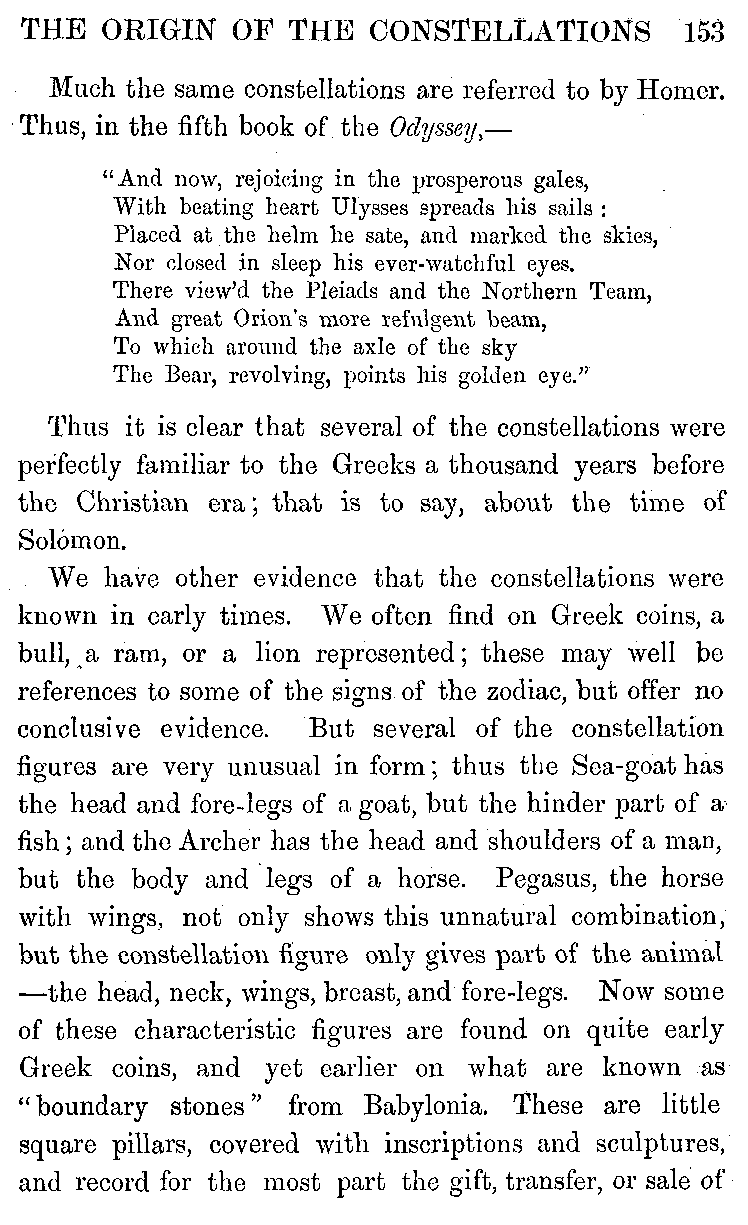 THE ORIGIN OF THE CONSTELLATIONS 153
Much the same constellations are referred to by Homer.
Thus, in the fifth book of the Odyssey,—
“And now, rejoicing in the prosperous gales,
With beating heart Ulysses spreads his sails :
Placed at the helm he sate, and marked the skies,
Nor closed in sleep his ever-watchful eyes.
There view'd the Pleiads and the Northern Team,
And great Orion's more refulgent beam,
To which around the axle of the sky
The Bear, revolving, points his golden eye.”
Thus it is clear that several of the constellations were
perfectly familiar to the Greeks a thousand years before
the Christian era; that is to say, about the time of
Solomon.
We have other evidence that the constellations were
known in early times. We often find on Greek coins, a
bull, a ram, or a lion represented; these may well be
references to some of the signs of the zodiac, but offer no
conclusive evidence. But several of the constellation
figures are very unusual in form; thus the Sea-goat has
the head and fore-legs of a goat, but the hinder part of a
fish; and the Archer has the head and shoulders of a man,
but the body and legs of a horse. Pegasus, the horse
with wings, not only shows this unnatural combination,
but the constellation figure only gives part of the animal
—the head, neck, wings, breast, and fore-legs. Now some
of these characteristic figures are found on quite early
Greek coins, and yet earlier on what are known as
“boundary stones” from Babylonia. These are little
square pillars, covered with inscriptions and sculptures,
and record for the most part the gift, transfer, or sale of